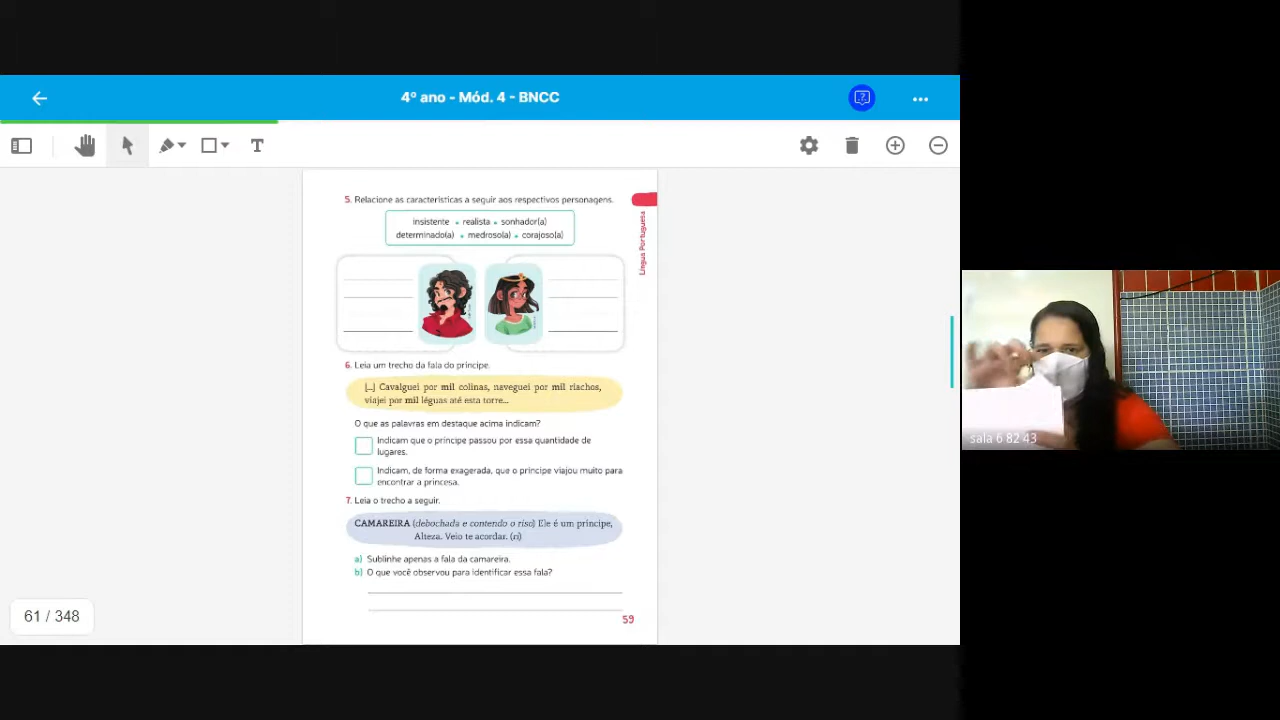 4º ano - Mód. 4 - BNCC
5. Relacione as características a seguir aos respectivos personagens.
insistente • realista • sonhador(a)
determinado(a) • medroso(a) • corajoso(a)
Língua Portuguesa
6. Leia um trecho da fala do príncipe.
[...] Cavalguei por mil colinas, naveguei por mil riachos,
viajei por mil léguas até esta torre...
O que as palavras em destaque acima indicam?
Indicam que o príncipe passou por essa quantidade de
lugares.
Indicam, de forma exagerada, que o príncipe viajou muito para
encontrar a princesa.
7. Leia o trecho a seguir.
CAMAREIRA (debochada e contendo o riso) Ele é um príncipe,
Alteza. Veio te acordar. (ri)
a) Sublinhe apenas a fala da camareira.
b) O que você observou para identificar essa fala?
59
61 / 348
sala 6 82 43